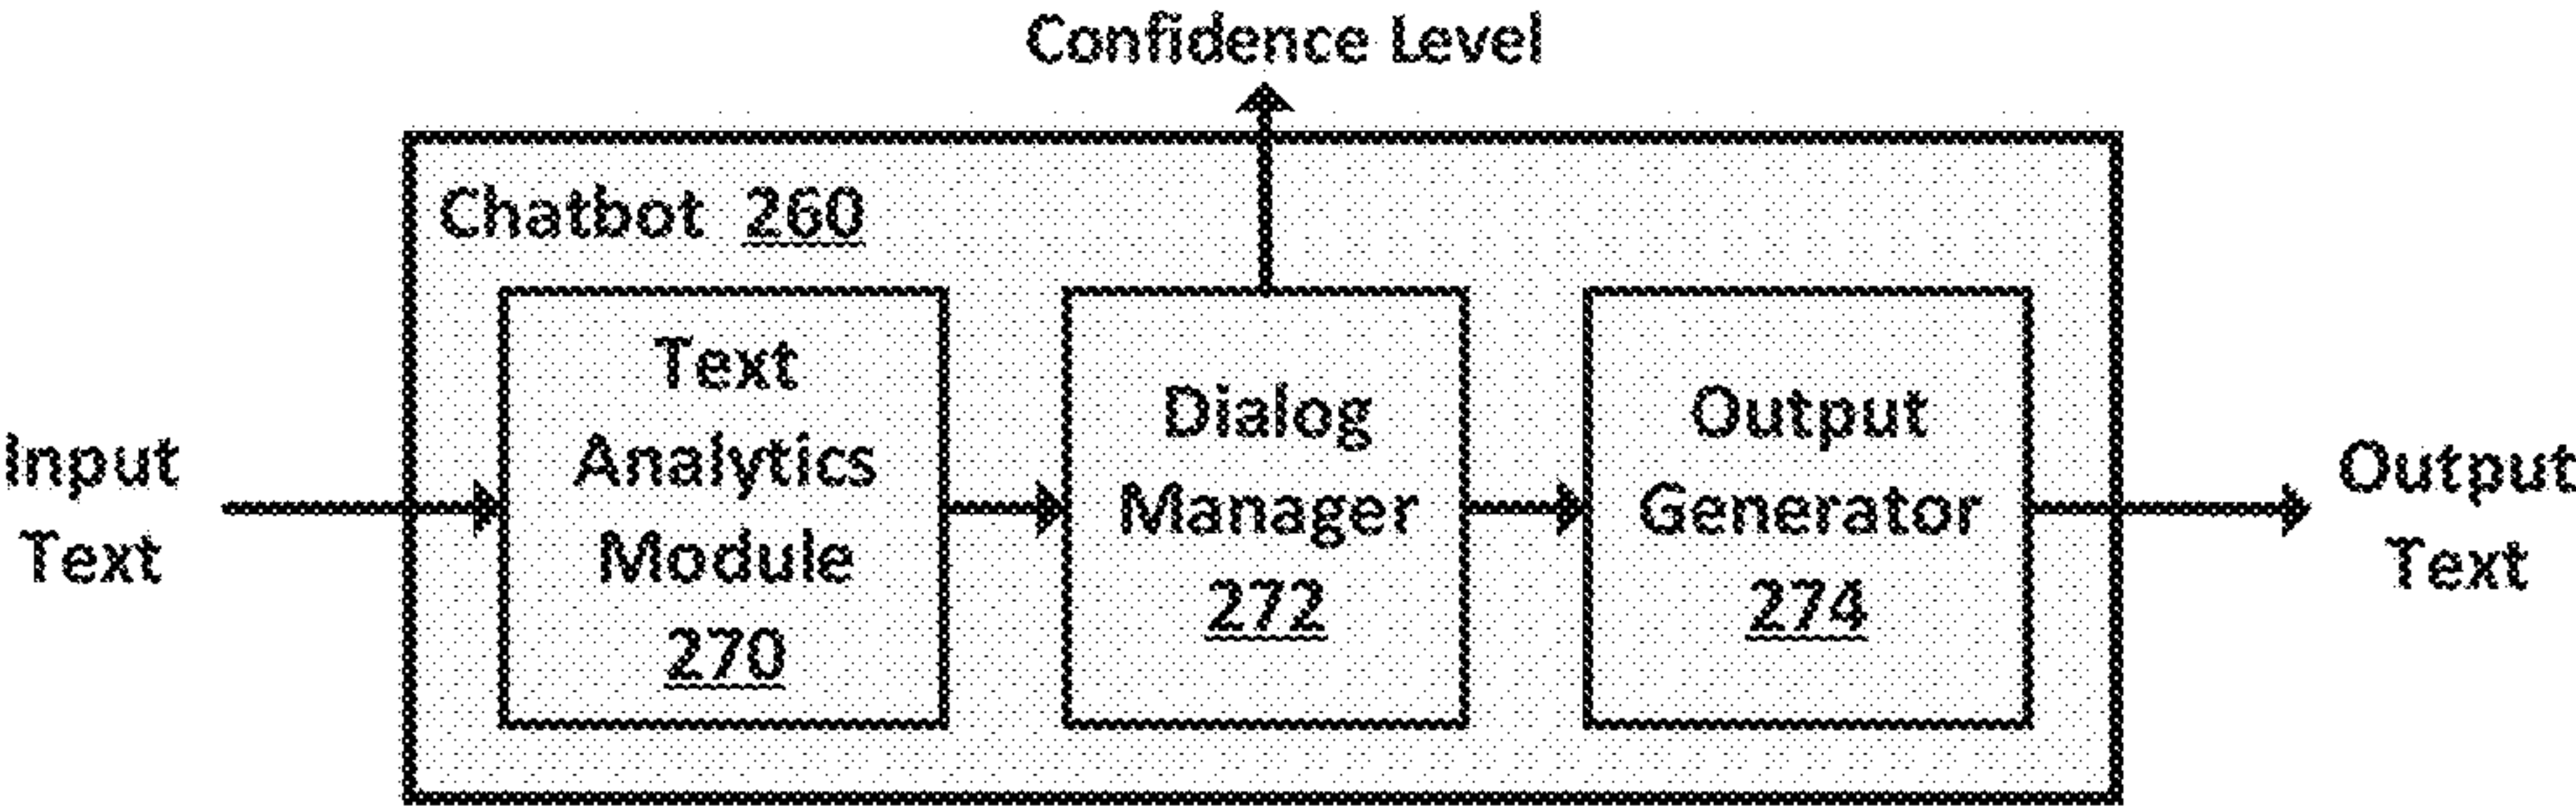 Confidence Level
Chatbot 260
Input
Text
Text
Analytics
Module
270
Dialog
Manager
272
Output
Generator
274
Output
Text